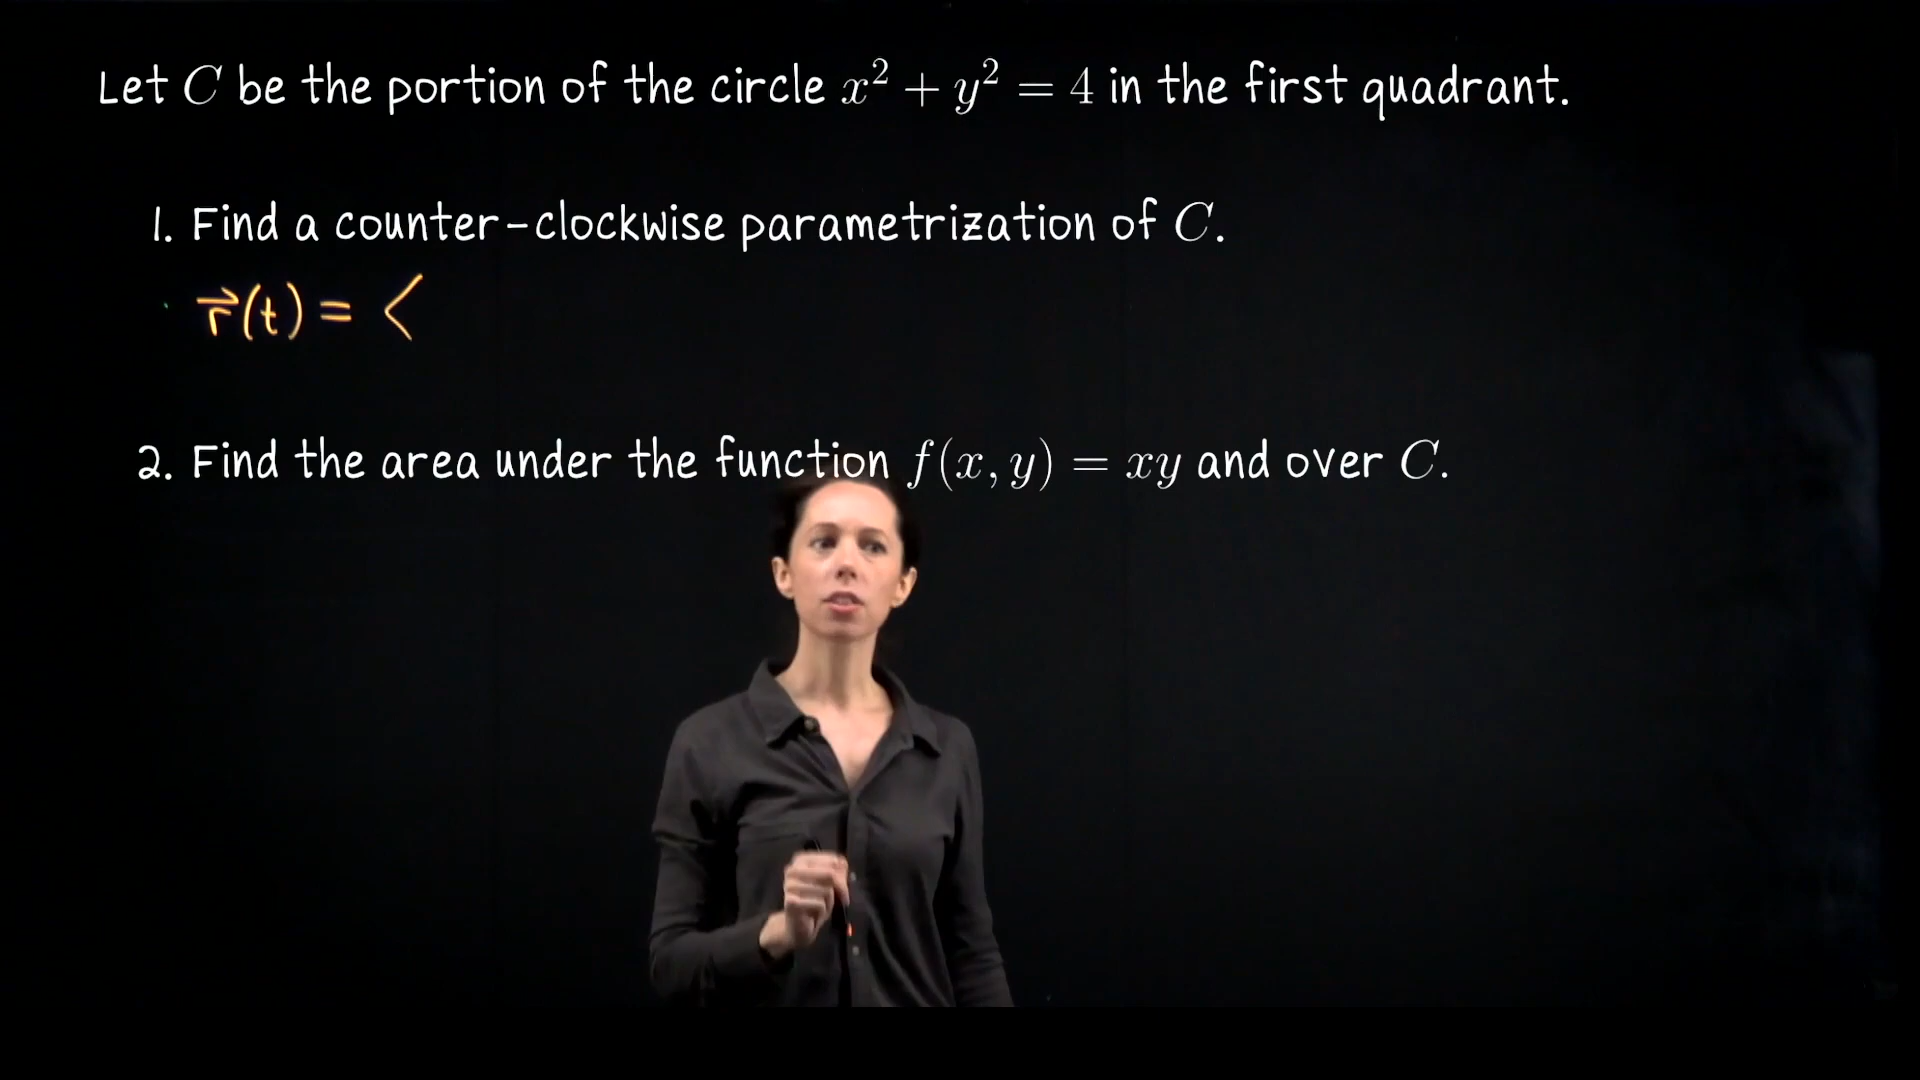 Let C be the portion of the circle x² + y² = 4 in the first quadrant.
1. Find a counter-clockwise parametrization of C.
r⃗(t) = <
2. Find the area under the function f(x, y) = xy and over C.